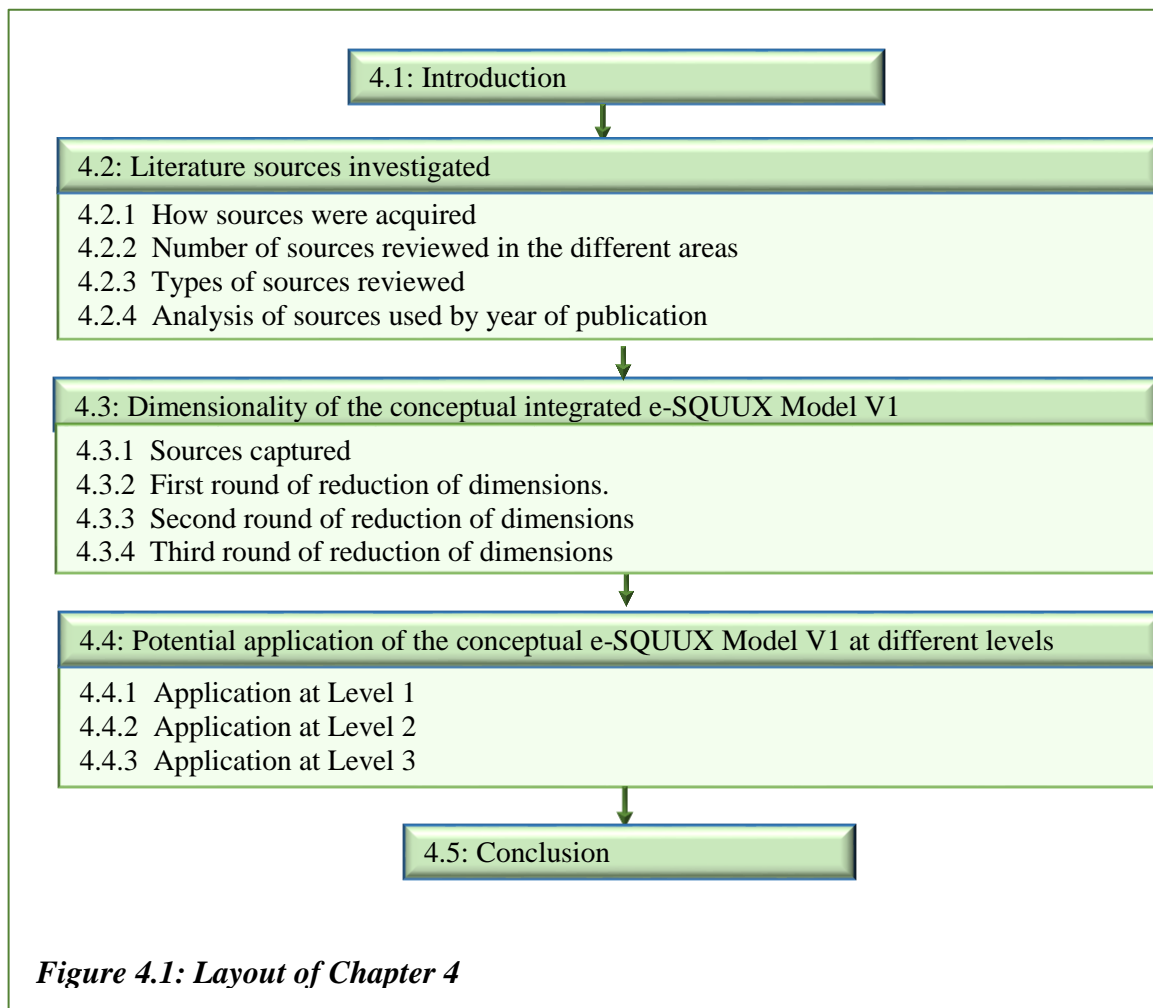 4.1: Introduction
4.2: Literature sources investigated
4.2.1 How sources were acquired
4.2.2 Number of sources reviewed in the different areas
4.2.3 Types of sources reviewed
4.2.4 Analysis of sources used by year of publication
4.3: Dimensionality of the conceptual integrated e-SQUUX Model V1
4.3.1 Sources captured
4.3.2 First round of reduction of dimensions.
4.3.3 Second round of reduction of dimensions
4.3.4 Third round of reduction of dimensions
4.4: Potential application of the conceptual e-SQUUX Model V1 at different levels
4.4.1 Application at Level 1
4.4.2 Application at Level 2
4.4.3 Application at Level 3
4.5: Conclusion
Figure 4.1: Layout of Chapter 4